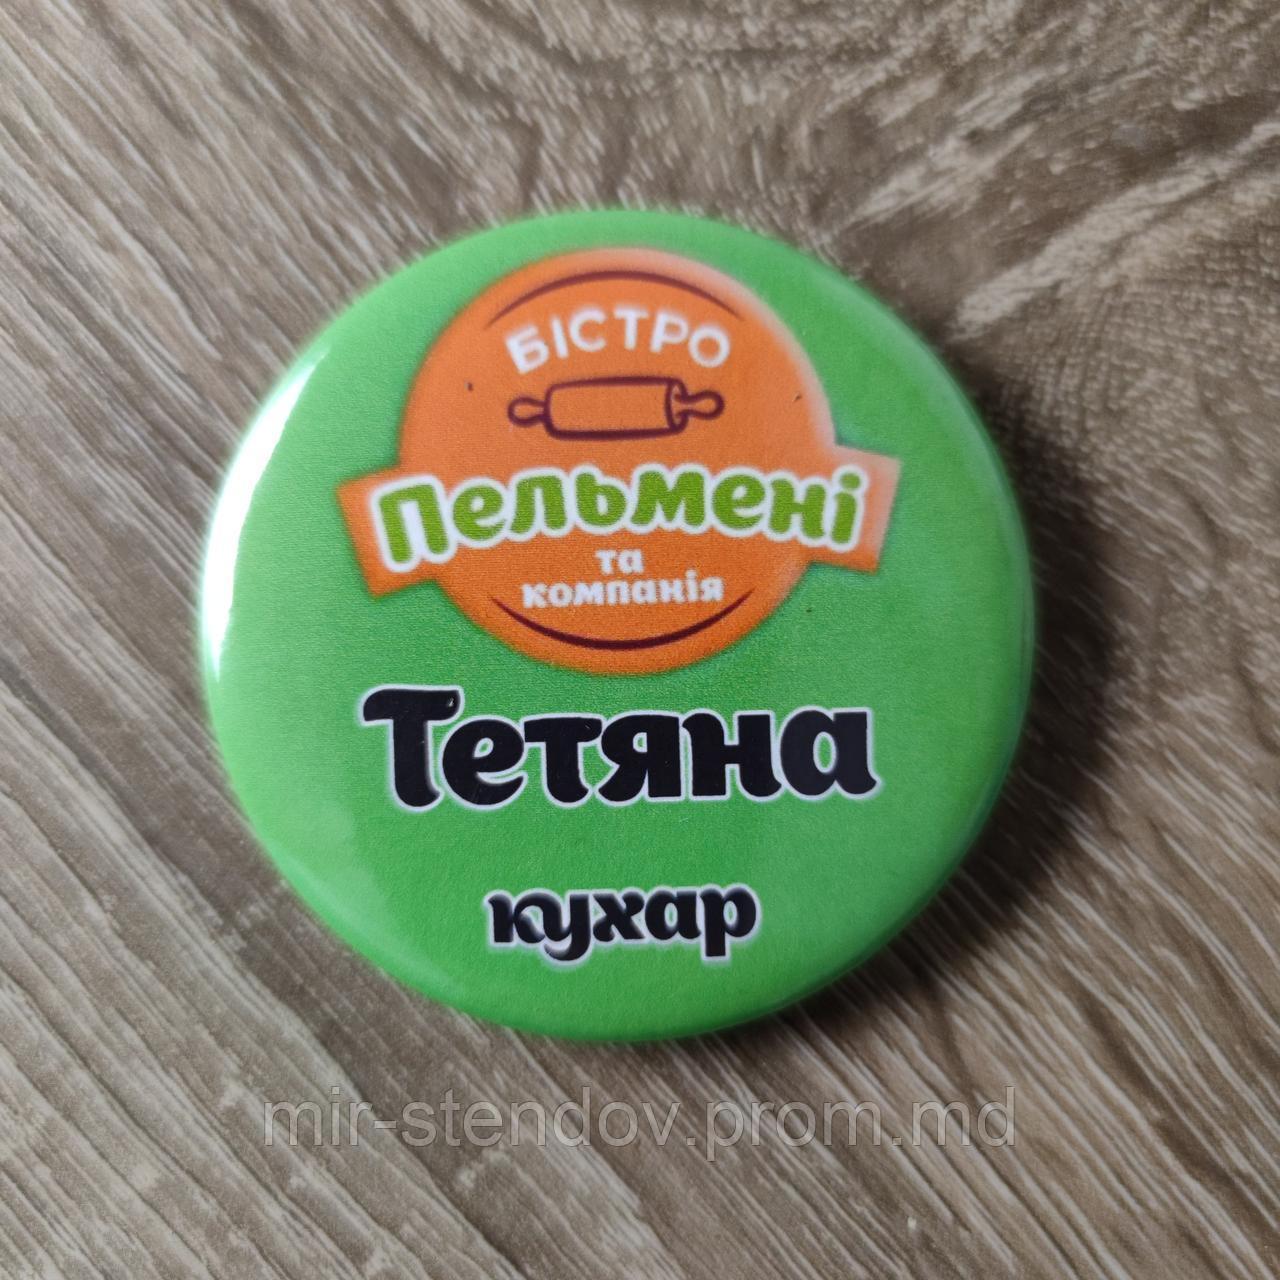 БІСТРО
Пельмені
та
компанія
Тетяна
кухар
mir-stendov.prom.md